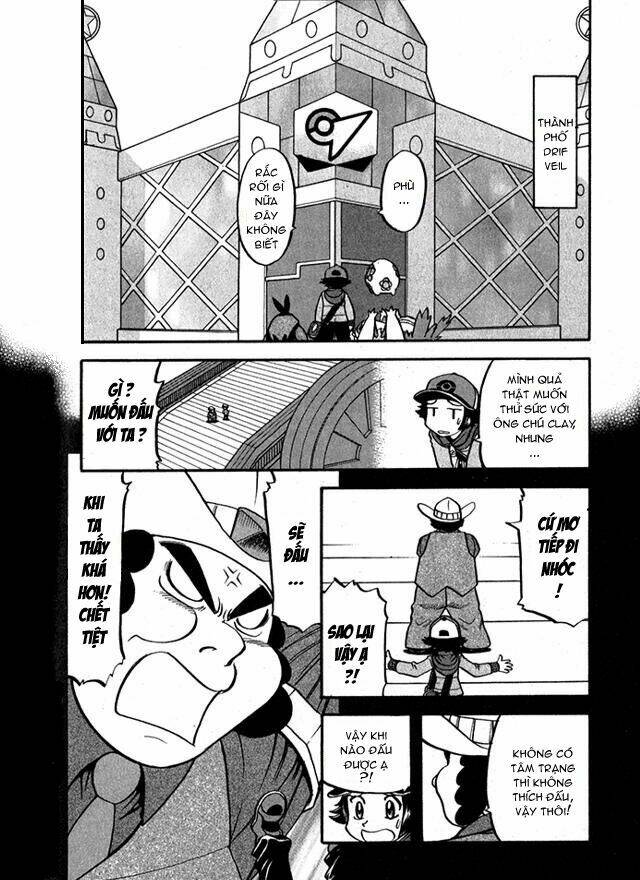 THÀNH
PHỐ
DRIF
VEIL
PHÙ
...
RẮC
RỐI GÌ
NỮA
ĐÂY
KHÔNG
BIẾT
MÌNH QUẢ
THẬT MUỐN
THỬ SỨC VỚI
ÔNG CHÚ CLAY,
NHƯNG
...
GÌ ?
MUỐN ĐẤU
VỚI TA ?
CỨ MƠ
TIẾP ĐI
NHÓC
!
SAO LẠI
VẬY Ạ
?!
SẼ
ĐẤU
...
KHI
TA
THẤY
KHÁ
HƠN!
CHẾT
TIỆT
KHÔNG CÓ
TÂM TRẠNG
THÌ KHÔNG
THÍCH ĐẤU,
VẬY THÔI!
VẬY KHI
NÀO ĐẤU
ĐƯỢC Ạ
?!